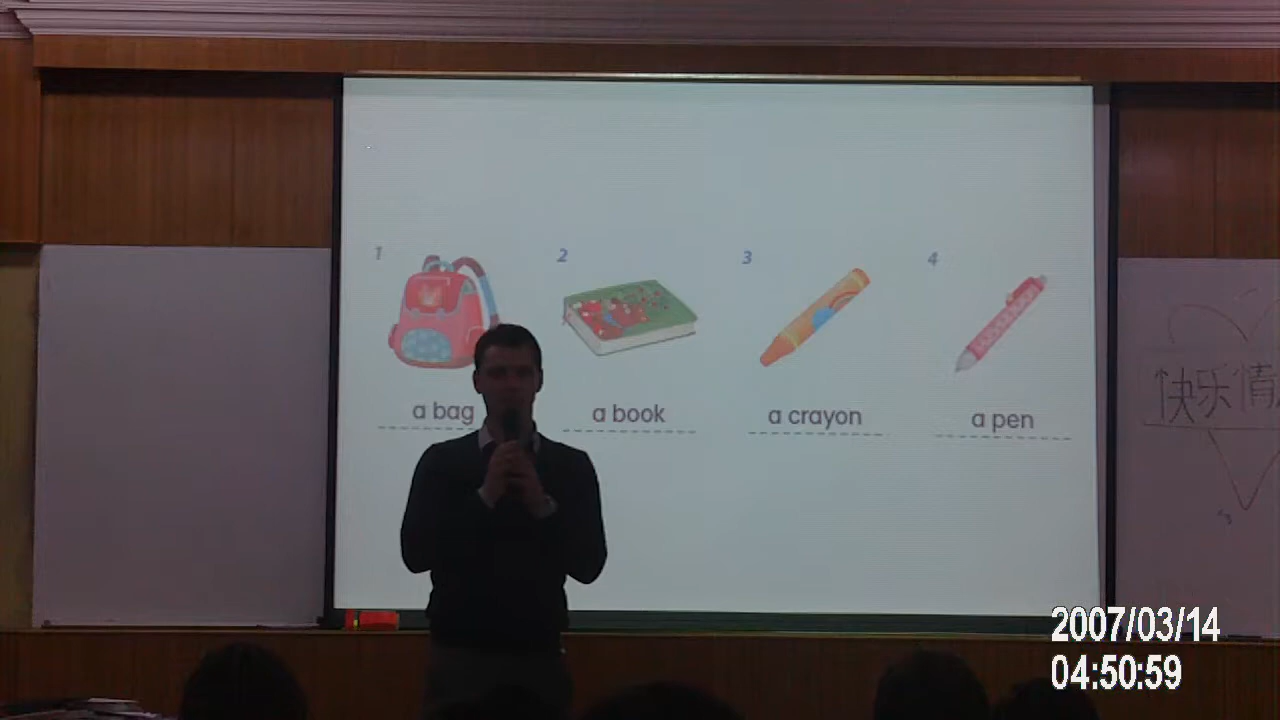 1 2 3 4
a bag a book a crayon a pen
快乐情
2007/03/14
04:50:59